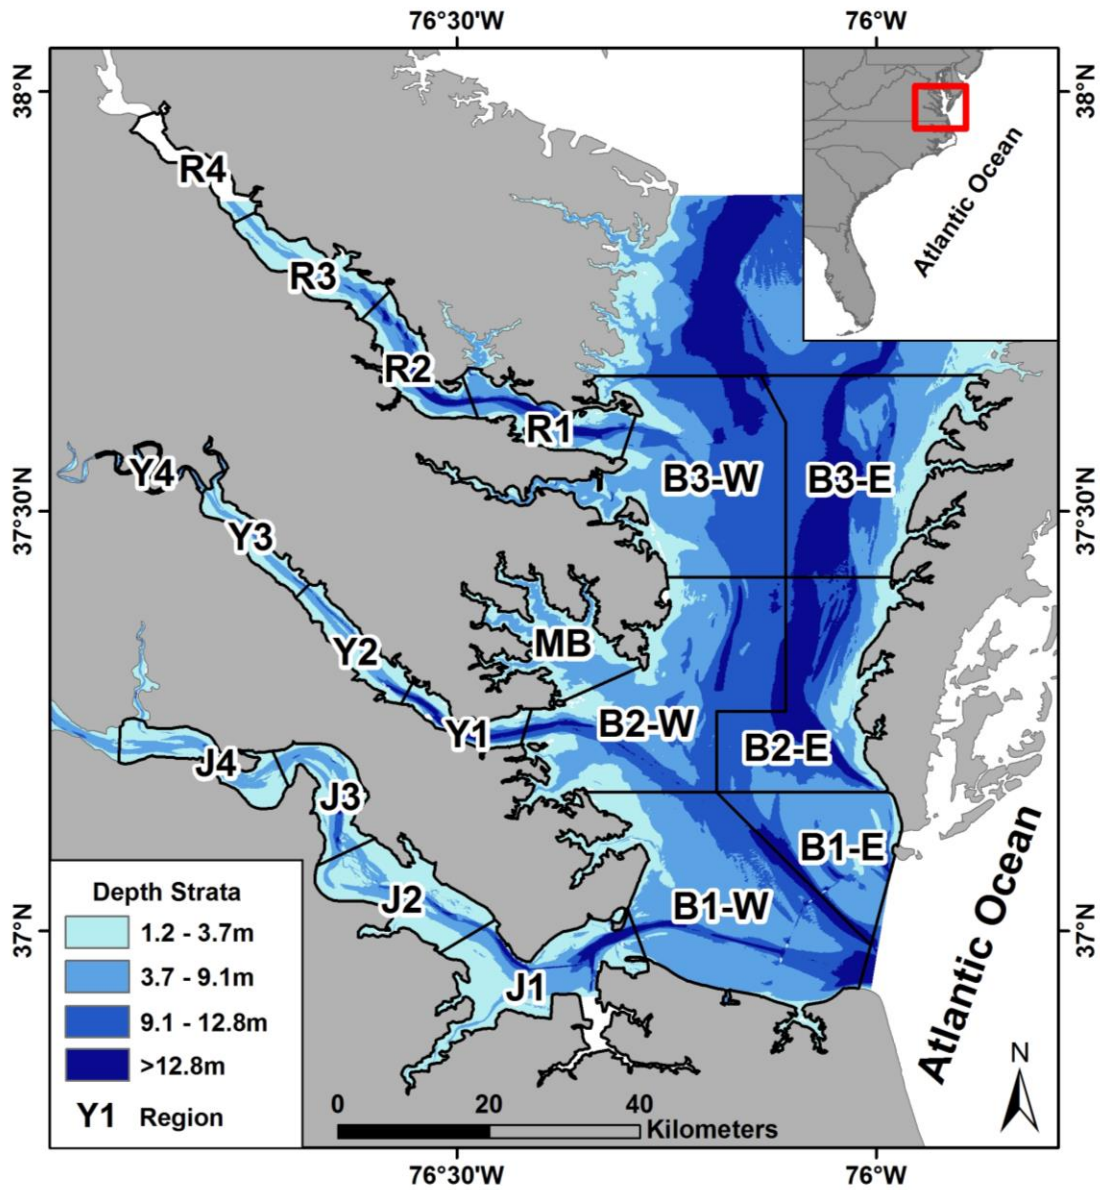 76°30'W
76°W
38°N
38°N
Atlantic Ocean
R4
R3
R2
R1
B3-W
B3-E
Y4
37°30'N
37°30'N
Y3
MB
Y2
B2-W
Y1
B2-E
J4
J3
B1-E
J2
B1-W
37°N
37°N
J1
Atlantic Ocean
Depth Strata
1.2 - 3.7m
3.7 - 9.1m
9.1 - 12.8m
>12.8m
Y1 Region
0 20 40
Kilometers
N
76°30'W
76°W